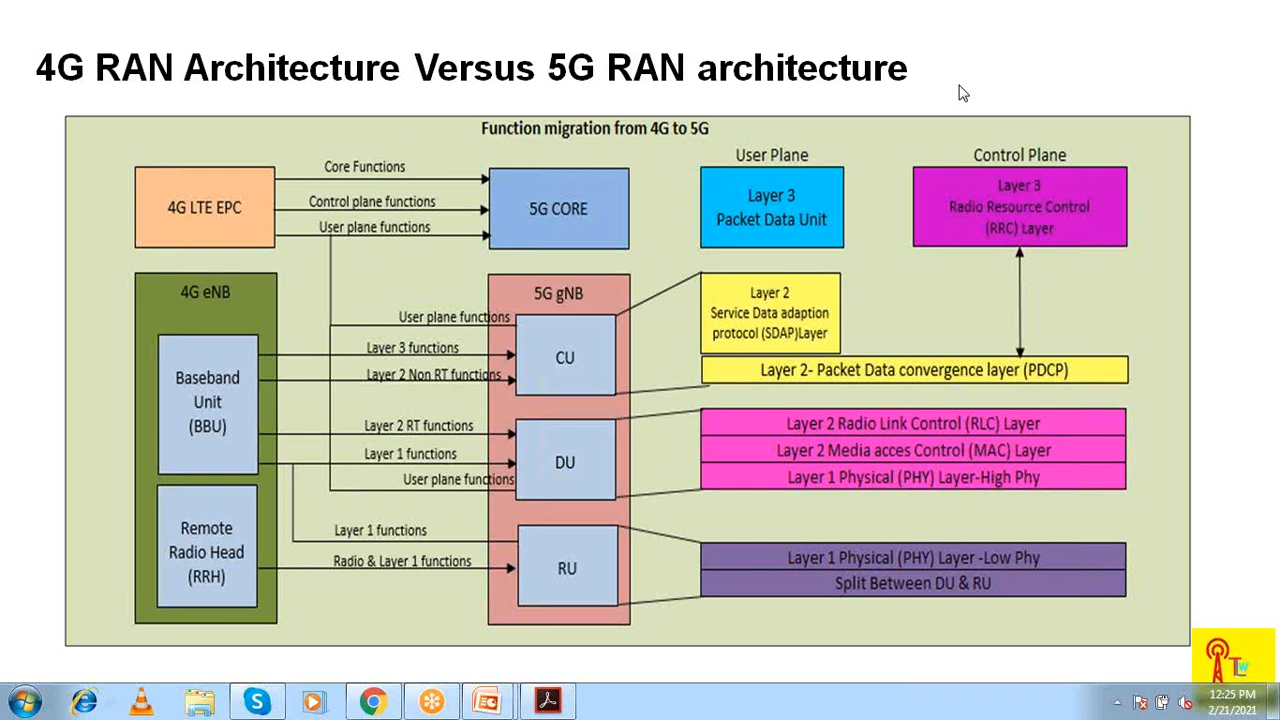 4G RAN Architecture Versus 5G RAN architecture
Function migration from 4G to 5G
User Plane
Control Plane
4G LTE EPC
Core Functions
Control plane functions
User plane functions
5G CORE
Layer 3
Packet Data Unit
Layer 3
Radio Resource Control
(RRC) Layer
4G eNB
5G gNB
Baseband
Unit
(BBU)
Remote
Radio Head
(RRH)
User plane functions
Layer 3 functions
Layer 2 Non RT functions
Layer 2 RT functions
Layer 1 functions
User plane functions
Layer 1 functions
Radio & Layer 1 functions
CU
DU
RU
Layer 2
Service Data adaption
protocol (SDAP)Layer
Layer 2- Packet Data convergence layer (PDCP)
Layer 2 Radio Link Control (RLC) Layer
Layer 2 Media acces Control (MAC) Layer
Layer 1 Physical (PHY) Layer-High Phy
Layer 1 Physical (PHY) Layer -Low Phy
Split Between DU & RU
TLW
12:25 PM
2/21/2021